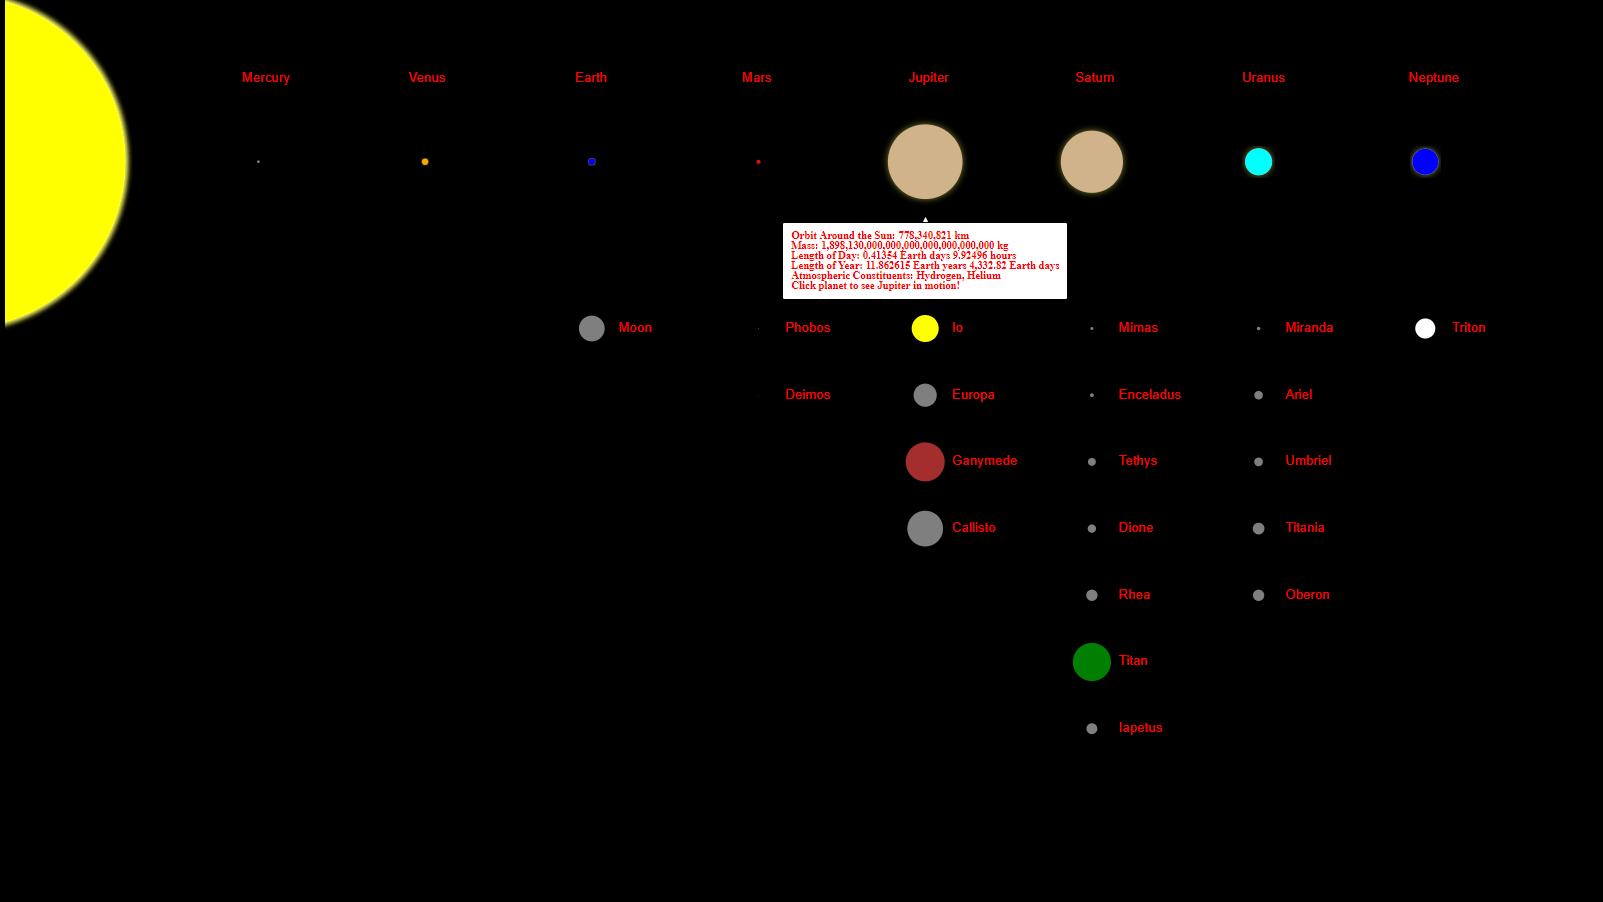 Mercury Venus Earth Mars Jupiter Saturn Uranus Neptune
Orbit Around the Sun: 778,340,821 km
Mass: 1,898,130,000,000,000,000,000,000,000 kg
Length of Day: 0.41354 Earth days 9.92496 hours
Length of Year: 11.862615 Earth years 4,332.82 Earth days
Atmospheric Constituents: Hydrogen, Helium
Click planet to see Jupiter in motion!
Moon Phobos Io Mimas Miranda Triton
Deimos Europa Enceladus Ariel
Ganymede Tethys Umbriel
Callisto Dione Titania
Rhea Oberon
Titan
Iapetus